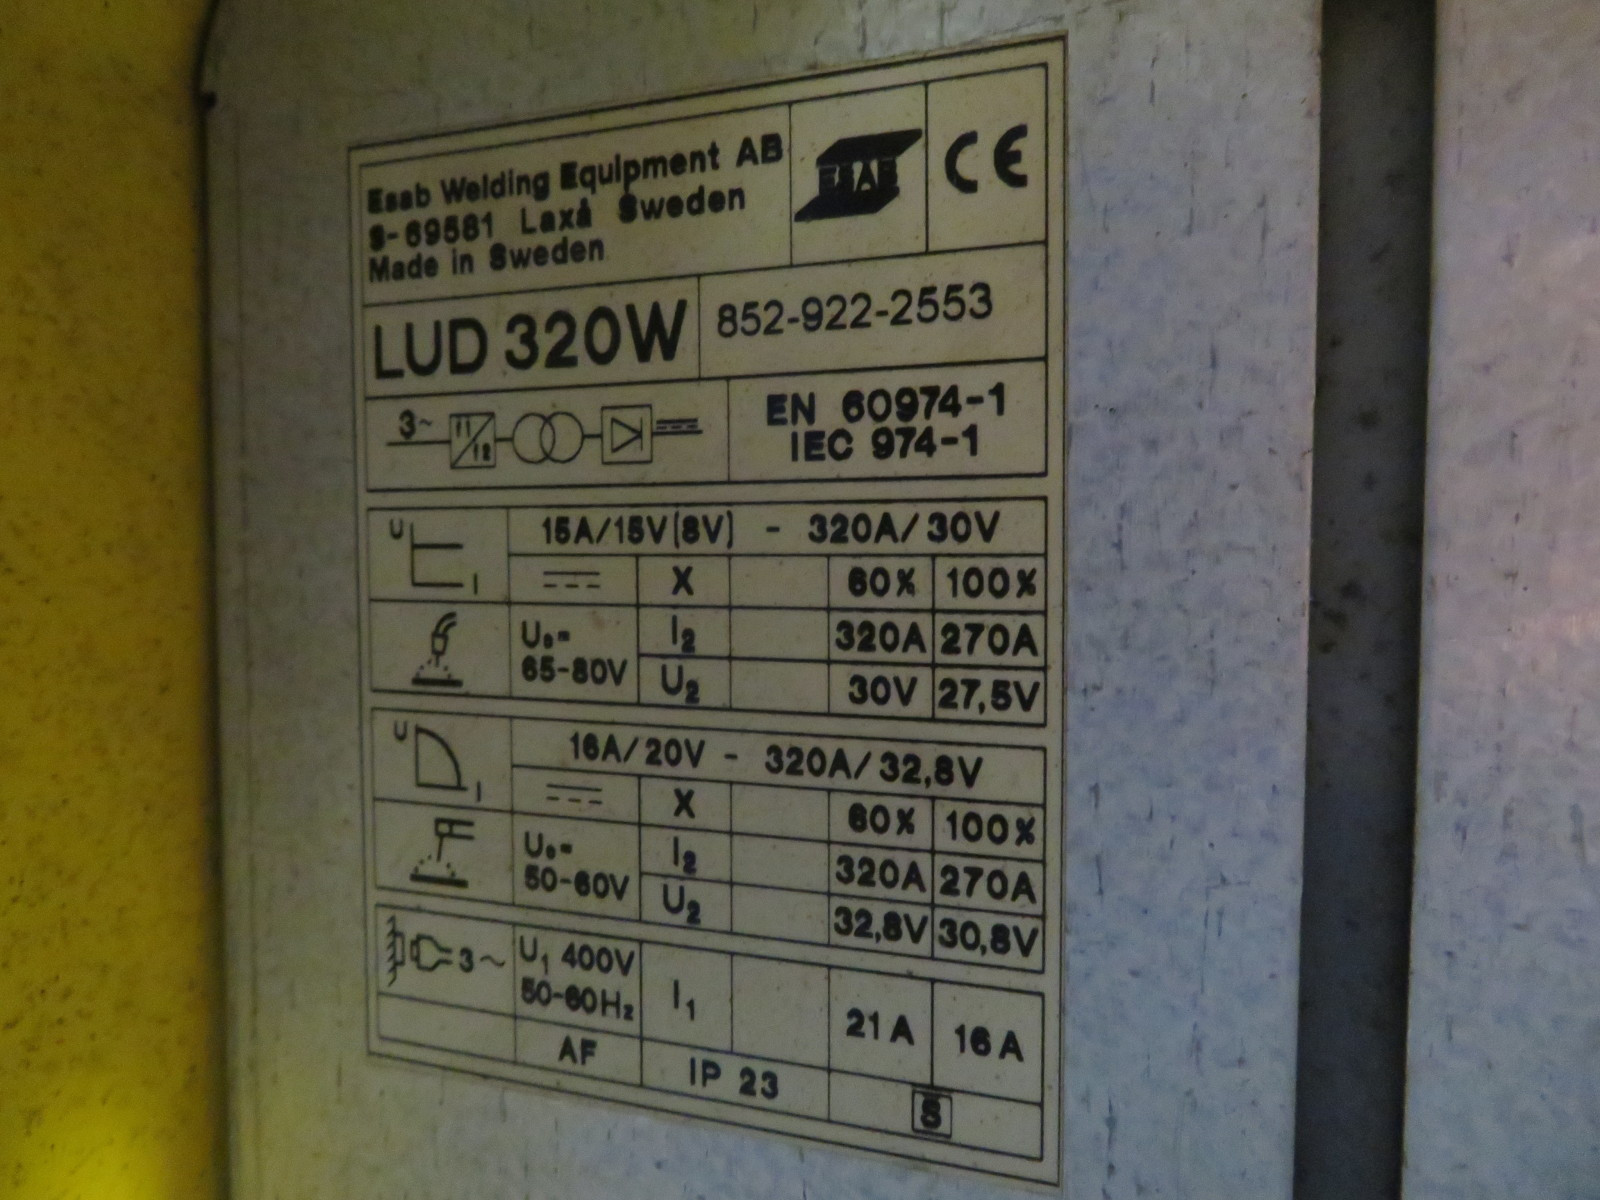 Esab Welding Equipment AB
S-69581 Laxå Sweden
Made in Sweden
ESAB
CE
LUD 320W
852-922-2553
3~
f1
f2
EN 60974-1
IEC 974-1
U
I
15A/15V(8V) - 320A/30V
X 60% 100%
U₀=
65-80V
I₂ 320A 270A
U₂ 30V 27,5V
U
I
16A/20V - 320A/32,8V
X 60% 100%
U₀=
50-60V
I₂ 320A 270A
U₂ 32,8V 30,8V
3~
U₁ 400V
50-60Hz
I₁ 21A 16A
AF IP 23 S